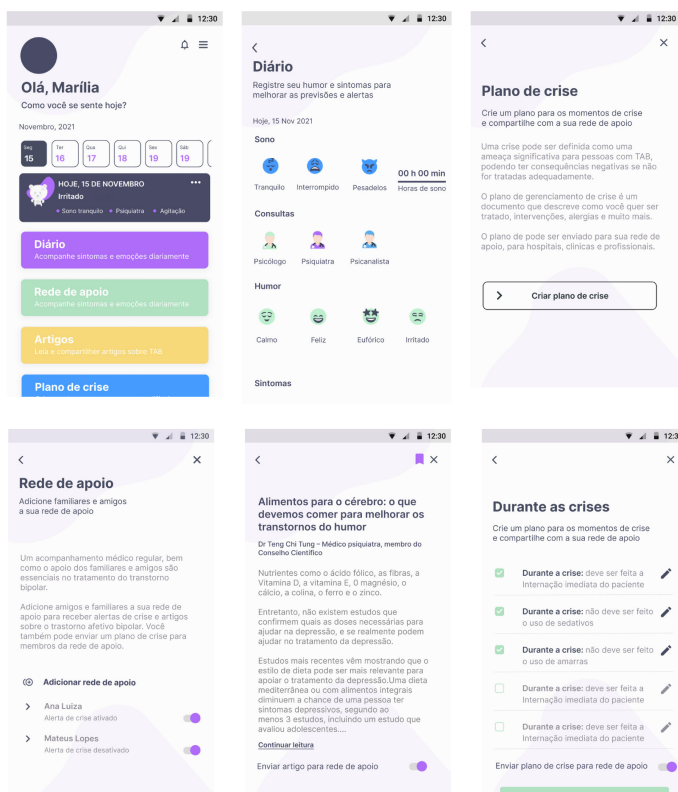 12:30
Olá, Marília
Como você se sente hoje?
Novembro, 2021
Seg
15
Ter
16
Qua
17
Qui
18
Sex
19
Sáb
19
HOJE, 15 DE NOVEMBRO
Irritado
Sono tranquilo
Psiquiatra
Agitação
Diário
Acompanhe sintomas e emoções diariamente
Rede de apoio
Acompanhe sintomas e emoções diariamente
Artigos
Leia e compartilher artigos sobre TAB
Plano de crise
12:30
Diário
Registre seu humor e sintomas para
melhorar as previsões e alertas
Hoje, 15 Nov 2021
Sono
00 h 00 min
Tranquilo
Interrompido
Pesadelos
Horas de sono
Consultas
Psicólogo
Psiquiatra
Psicanalista
Humor
Calmo
Feliz
Eufórico
Irritado
Sintomas
12:30
Plano de crise
Crie um plano para os momentos de crise
e compartilhe com a sua rede de apoio
Uma crise pode ser definida como uma
ameaça significativa para pessoas com TAB,
podendo ter consequências negativas se não
for tratadas adequadamente.
O plano de gerenciamento de crise é um
documento que descreve como você quer ser
tratado, intervenções, alergias e muito mais.
O plano de pode ser enviado para sua rede de
apoio, para hospitais, clínicas e profissionais.
Criar plano de crise
12:30
Rede de apoio
Adicione familiares e amigos
a sua rede de apoio
Um acompanhamento médico regular, bem
como o apoio dos familiares e amigos são
essenciais no tratamento do transtorno
bipolar.
Adicione amigos e familiares a sua rede de
apoio para receber alertas de crise e artigos
sobre o trastorno afetivo bipolar. Você
também pode enviar um plano de crise para
membros da rede de apoio.
Adicionar rede de apoio
Ana Luiza
Alerta de crise ativado
Mateus Lopes
Alerta de crise desativado
12:30
Alimentos para o cérebro: o que
devemos comer para melhorar os
transtornos do humor
Dr Teng Chi Tung – Médico psiquiatra, membro do
Conselho Científico
Nutrientes como o ácido fólico, as fibras, a
Vitamina D, a vitamina E, 0 magnésio, o
cálcio, a colina, o ferro e o zinco.
Entretanto, não existem estudos que
confirmem quais as doses necessárias para
ajudar na depressão, e se realmente podem
ajudar no tratamento da depressão.
Estudos mais recentes vêm mostrando que o
estilo de dieta pode ser mais relevante para
apoiar o tratamento da depressão.Uma dieta
mediterrânea ou com alimentos integrais
diminuem a chance de uma pessoa ter
sintomas depressivos, segundo ao
menos 3 estudos, incluindo um estudo que
avaliou adolescentes....
Continuar leitura
Enviar artigo para rede de apoio
12:3
Durante as crises
Crie um plano para os momentos de crise
e compartilhe com a sua rede de apoio
Durante a crise: deve ser feita a
Internação imediata do paciente
Durante a crise: não deve ser feito
o uso de sedativos
Durante a crise: não deve ser feito
o uso de amarras
Durante a crise: deve ser feita a
Internação imediata do paciente
Durante a crise: deve ser feita a
Internação imediata do paciente
Enviar plano de crise para rede de apoio